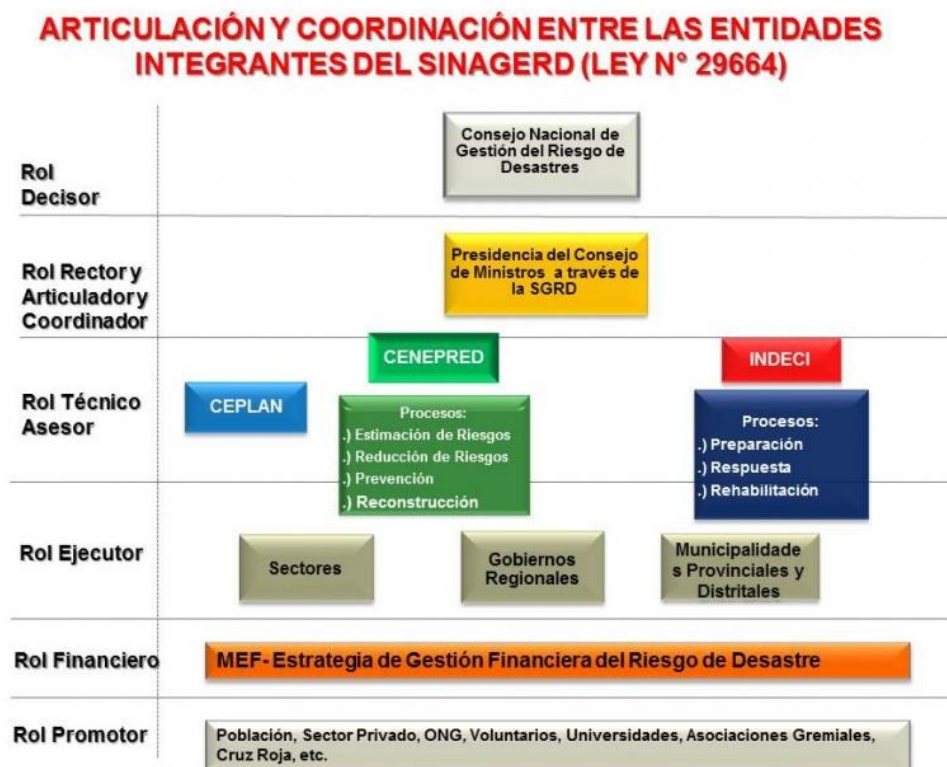 ARTICULACIÓN Y COORDINACIÓN ENTRE LAS ENTIDADES
INTEGRANTES DEL SINAGERD (LEY N° 29664)
Rol
Decisor
Consejo Nacional de
Gestión del Riesgo de
Desastres
Rol Rector y
Articulador y
Coordinador
Presidencia del Consejo
de Ministros a través de
la SGRD
Rol Técnico
Asesor
CEPLAN
CENEPRED
Procesos:
.) Estimación de Riesgos
.) Reducción de Riesgos
.) Prevención
.) Reconstrucción
INDECI
Procesos:
.) Preparación
.) Respuesta
.) Rehabilitación
Rol Ejecutor
Sectores
Gobiernos
Regionales
Municipalidade
s Provinciales y
Distritales
Rol Financiero
MEF- Estrategia de Gestión Financiera del Riesgo de Desastre
Rol Promotor
Población, Sector Privado, ONG, Voluntarios, Universidades, Asociaciones Gremiales,
Cruz Roja, etc.